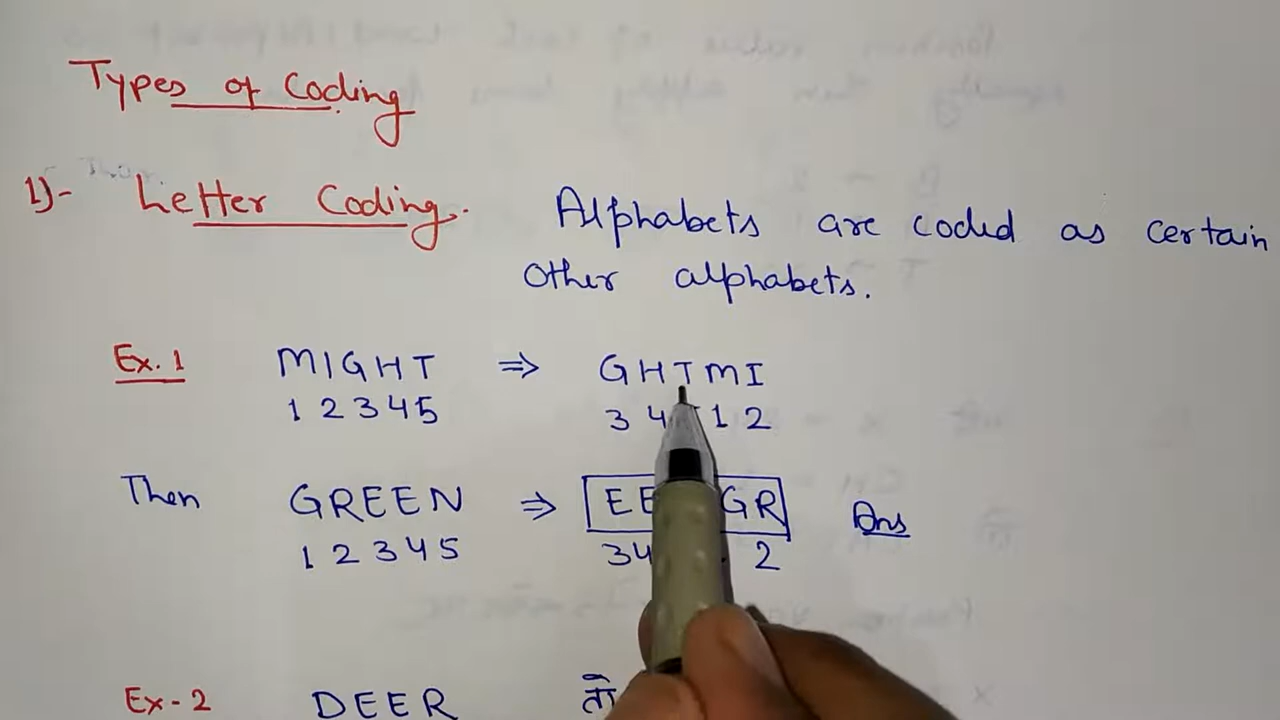 Types of Coding
1)- Letter Coding. Alphabets are coded as certain
other alphabets.
Ex. 1 MIGHT ⇒ GHTMI
1 2 3 4 5 3 4 1 2
Then GREEN ⇒ EE GR Ans
1 2 3 4 5 3 4 2
Ex-2 DEER